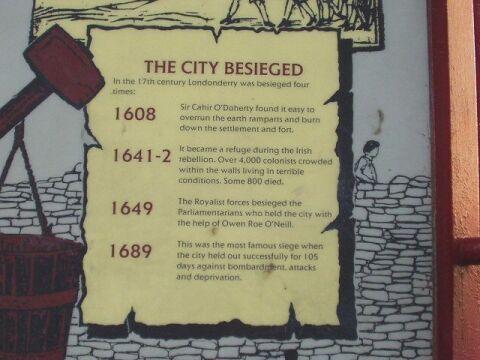 THE CITY BESIEGED
In the 17th century Londonderry was besieged four
times:
1608
Sir Cahir O'Doherty found it easy to
overrun the earth ramparts and burn
down the settlement and fort.
1641-2
It became a refuge during the Irish
rebellion. Over 4,000 colonists crowded
within the walls living in terrible
conditions. Some 800 died.
1649
The Royalist forces besieged the
Parliamentarians who held the city with
the help of Owen Roe O'Neill.
1689
This was the most famous siege when
the city held out successfully for 105
days against bombardment, attacks
and deprivation.